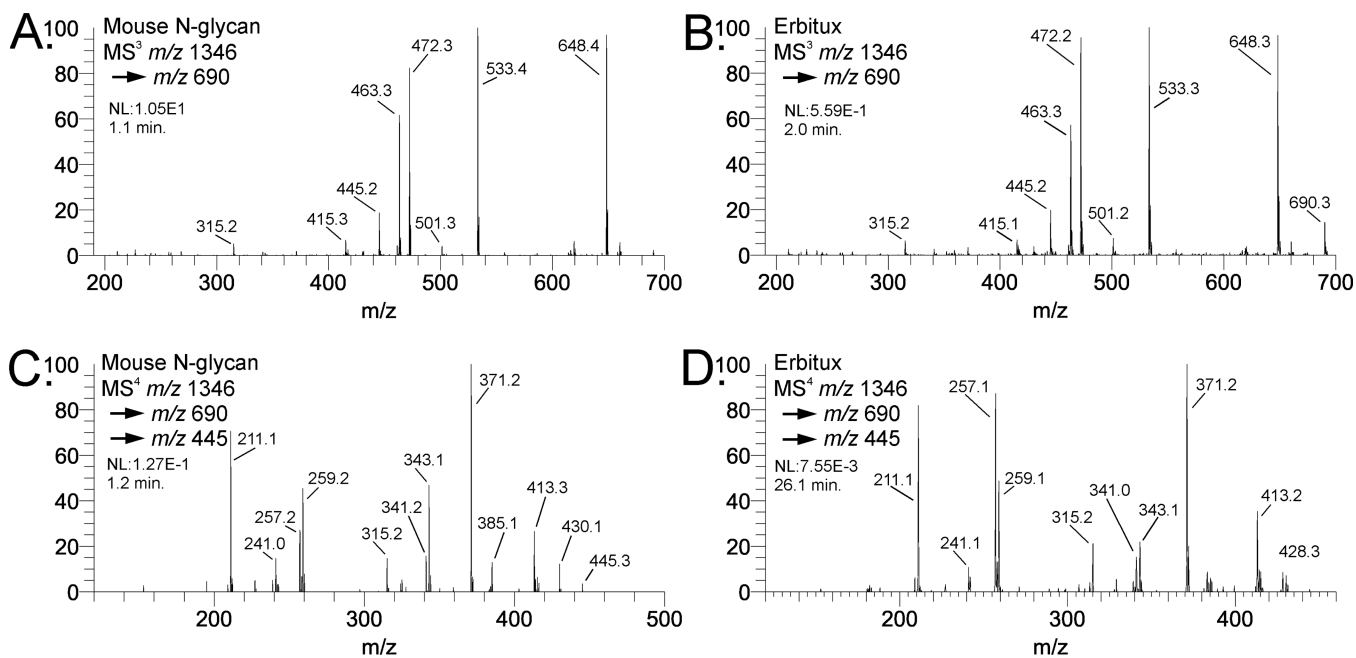 A.
Mouse N-glycan
MS3 m/z 1346
m/z 690
NL:1.05E1
1.1 min.
100
80
60
40
20
0
315.2
415.3
445.2
463.3
472.3
501.3
533.4
648.4
200 300 400 500 600 700
m/z
B.
Erbitux
MS3 m/z 1346
m/z 690
NL:5.59E-1
2.0 min.
100
80
60
40
20
0
315.2
415.1
445.2
463.3
472.2
501.2
533.3
648.3
690.3
200 300 400 500 600 700
m/z
C.
Mouse N-glycan
MS4 m/z 1346
m/z 690
m/z 445
NL:1.27E-1
1.2 min.
100
80
60
40
20
0
211.1
241.0
257.2
259.2
315.2
341.2
343.1
371.2
385.1
413.3
430.1
445.3
200 300 400 500
m/z
D.
Erbitux
MS4 m/z 1346
m/z 690
m/z 445
NL:7.55E-3
26.1 min.
100
80
60
40
20
0
211.1
241.1
257.1
259.1
315.2
341.0
343.1
371.2
413.2
428.3
200 300 400
m/z